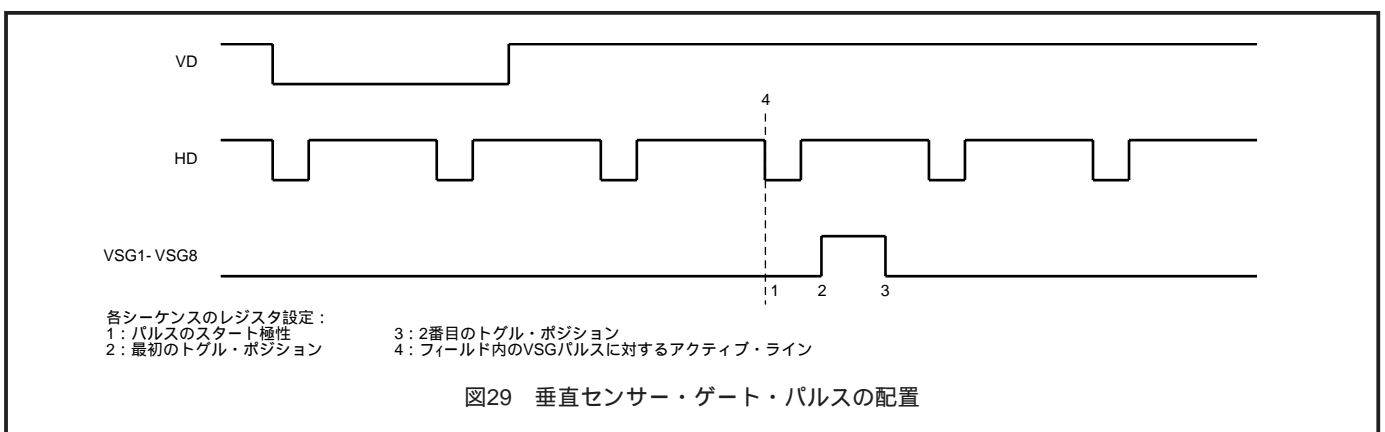 VD
4
HD
VSG1- VSG8
1 2 3
各シーケンスのレジスタ設定：
1：パルスのスタート極性 3：2番目のトグル・ポジション
2：最初のトグル・ポジション 4：フィールド内のVSGパルスに対するアクティブ・ライン
図29 垂直センサー・ゲート・パルスの配置